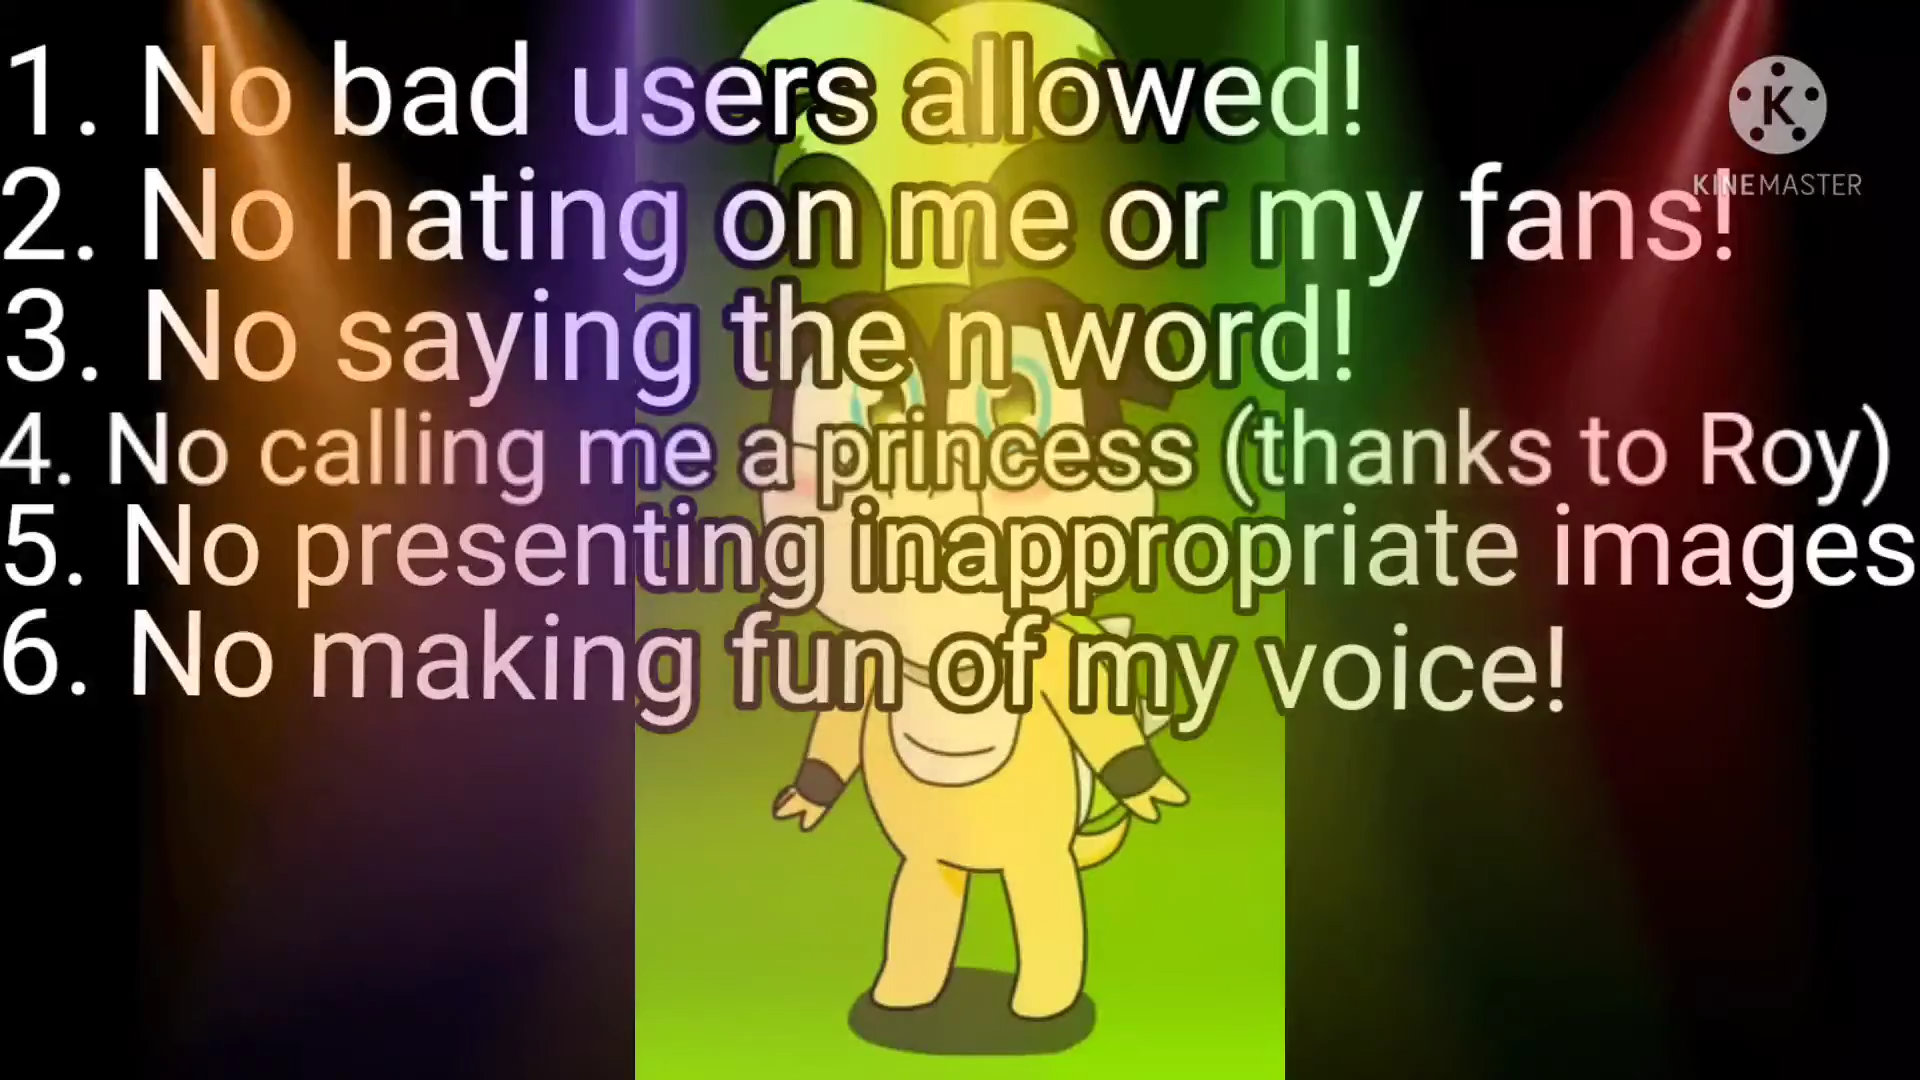 1. No bad users allowed!
2. No hating on me or my fans!
3. No saying the n word!
4. No calling me a princess (thanks to Roy)
5. No presenting inappropriate images
6. No making fun of my voice!
K
KINEMASTER